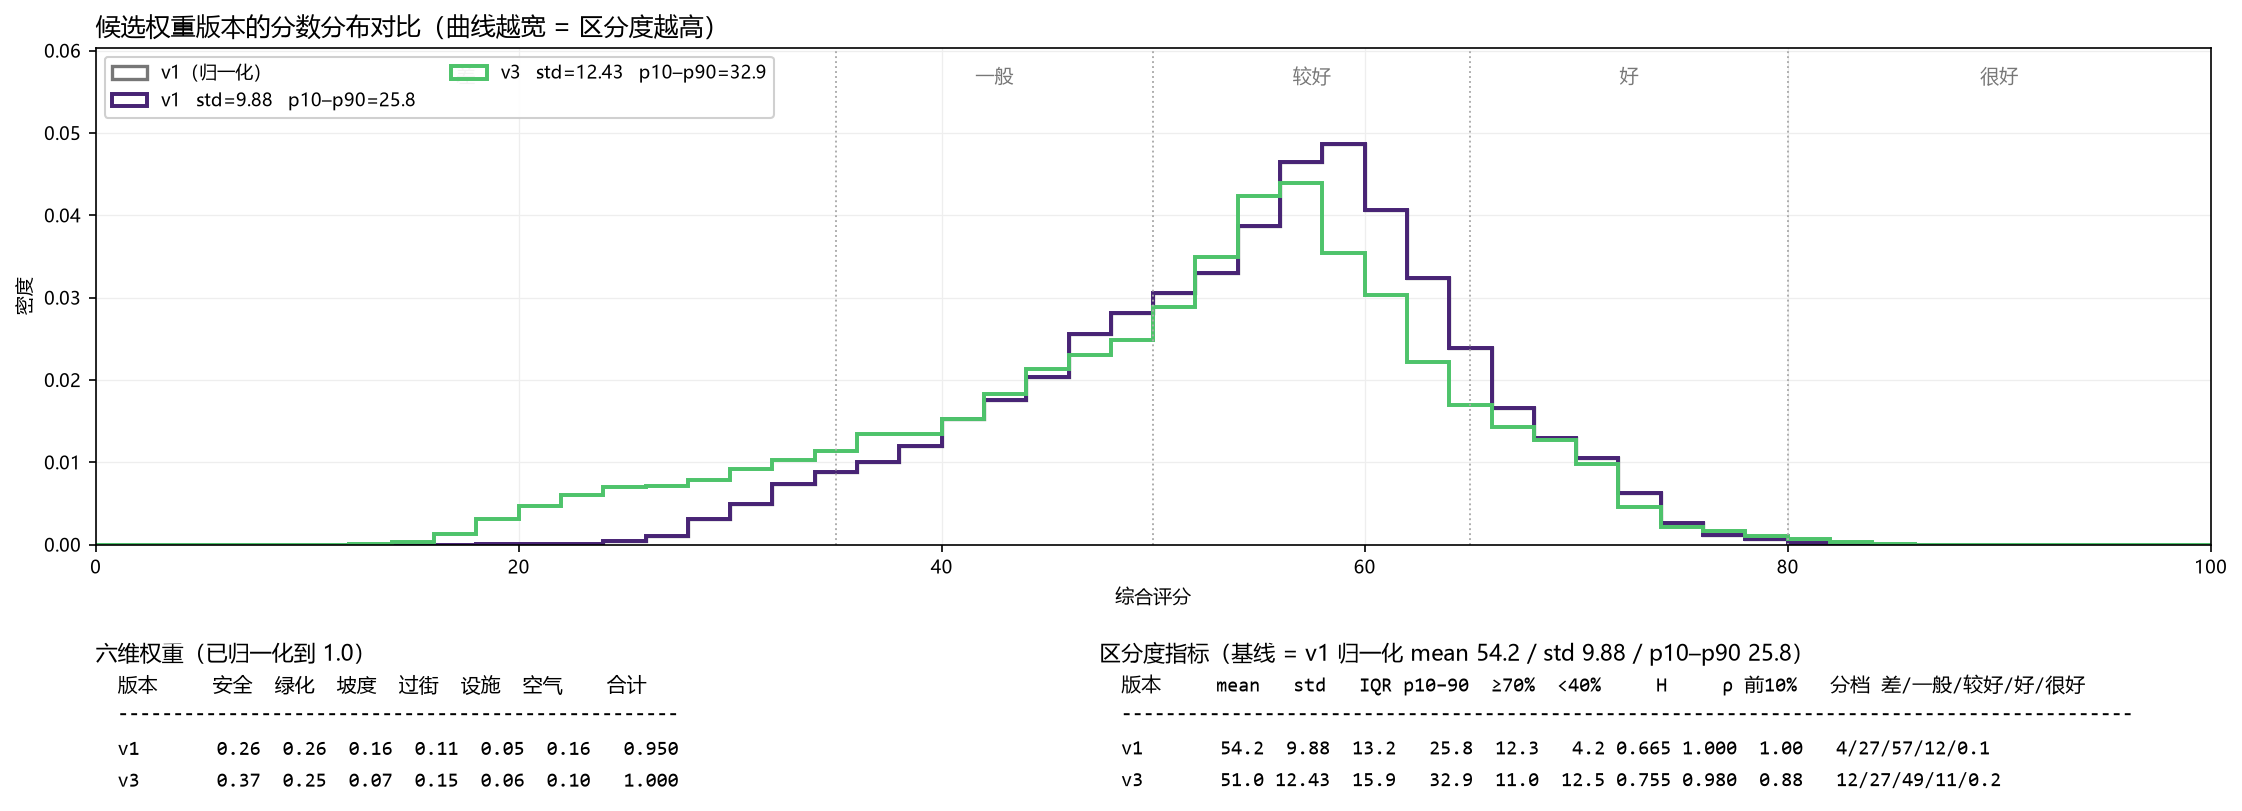 候选权重版本的分数分布对比（曲线越宽 = 区分度越高）
v1（归一化）
v1 std=9.88 p10–p90=25.8
v3 std=12.43 p10–p90=32.9
一般 较好 好 很好
0.06
0.05
0.04
0.03
0.02
0.01
0.00
密度
0 20 40 60 80 100
综合评分
六维权重（已归一化到 1.0）
版本 安全 绿化 坡度 过街 设施 空气 合计
------------------------------------------------------------
v1 0.26 0.26 0.16 0.11 0.05 0.16 0.950
v3 0.37 0.25 0.07 0.15 0.06 0.10 1.000
区分度指标（基线 = v1 归一化 mean 54.2 / std 9.88 / p10–p90 25.8）
版本 mean std IQR p10-90 ≥70% <40% H ρ 前10% 分档 差/一般/较好/好/很好
------------------------------------------------------------------------------------------
v1 54.2 9.88 13.2 25.8 12.3 4.2 0.665 1.000 1.00 4/27/57/12/0.1
v3 51.0 12.43 15.9 32.9 11.0 12.5 0.755 0.980 0.88 12/27/49/11/0.2